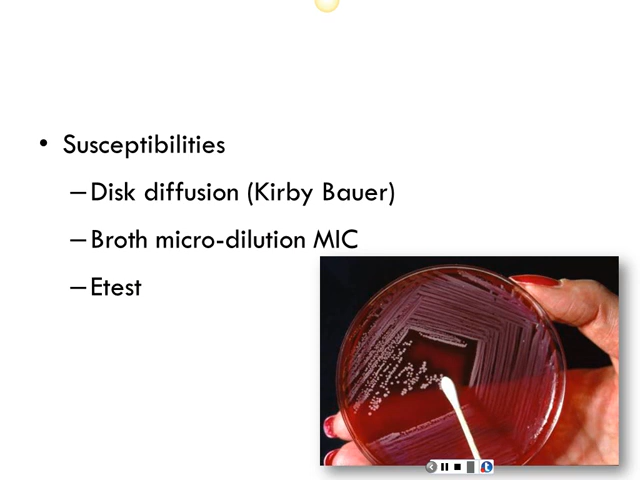 • Susceptibilities
– Disk diffusion (Kirby Bauer)
– Broth micro-dilution MIC
– Etest